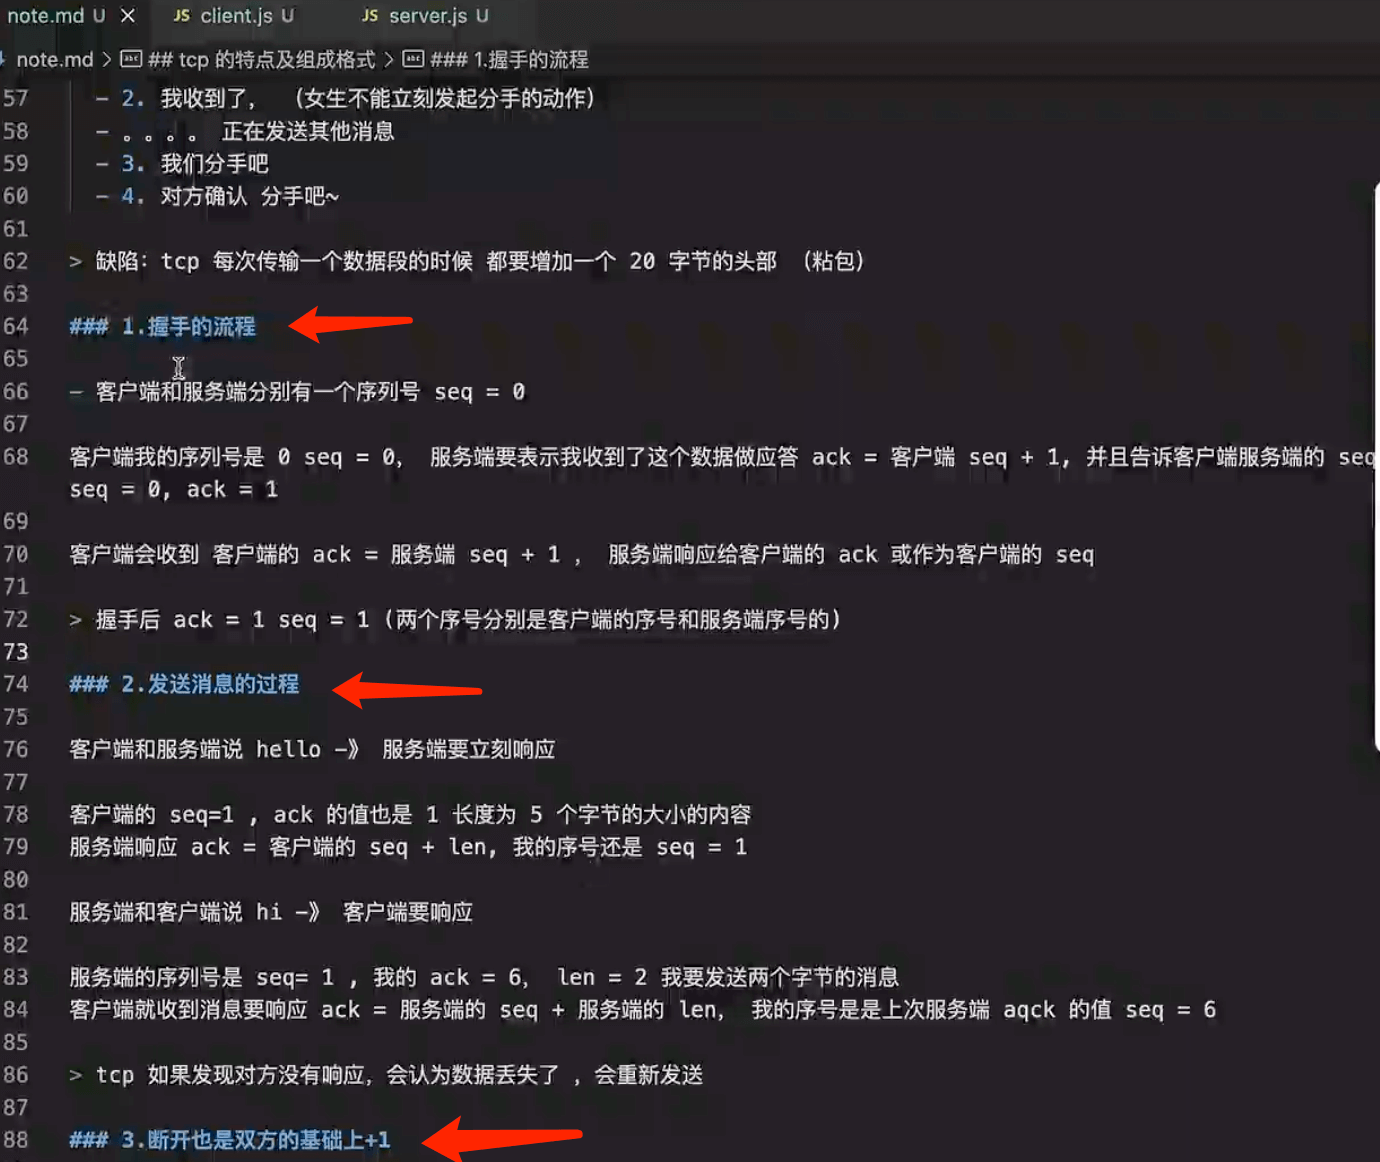 note.md U ×
JS client.js U
JS server.js U
note.md > ## tcp 的特点及组成格式 > ### 1.握手的流程
57 - 2. 我收到了， （女生不能立刻发起分手的动作）
58 - 。。。。 正在发送其他消息
59 - 3. 我们分手吧
60 - 4. 对方确认 分手吧~
61
62 > 缺陷：tcp 每次传输一个数据段的时候 都要增加一个 20 字节的头部 （粘包）
63
64 ### 1.握手的流程
65
66 - 客户端和服务端分别有一个序列号 seq = 0
67
68 客户端我的序列号是 0 seq = 0， 服务端要表示我收到了这个数据做应答 ack = 客户端 seq + 1, 并且告诉客户端服务端的 seq
seq = 0, ack = 1
69
70 客户端会收到 客户端的 ack = 服务端 seq + 1 ， 服务端响应给客户端的 ack 或作为客户端的 seq
71
72 > 握手后 ack = 1 seq = 1 (两个序号分别是客户端的序号和服务端序号的)
73
74 ### 2.发送消息的过程
75
76 客户端和服务端说 hello -》 服务端要立刻响应
77
78 客户端的 seq=1 , ack 的值也是 1 长度为 5 个字节的大小的内容
79 服务端响应 ack = 客户端的 seq + len, 我的序号还是 seq = 1
80
81 服务端和客户端说 hi -》 客户端要响应
82
83 服务端的序列号是 seq= 1 , 我的 ack = 6， len = 2 我要发送两个字节的消息
84 客户端就收到消息要响应 ack = 服务端的 seq + 服务端的 len， 我的序号是是上次服务端 aqck 的值 seq = 6
85
86 > tcp 如果发现对方没有响应，会认为数据丢失了 ，会重新发送
87
88 ### 3.断开也是双方的基础上+1